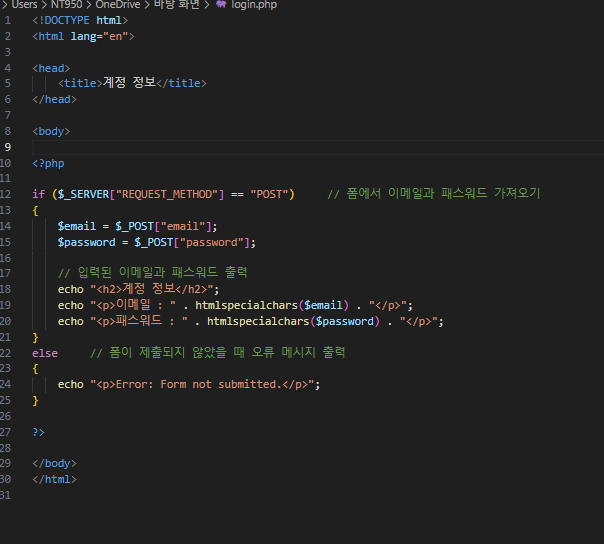 > Users > NT950 > OneDrive > 바탕 화면 > login.php
1 <!DOCTYPE html>
2 <html lang="en">
3
4 <head>
5 <title>계정 정보</title>
6 </head>
7
8 <body>
9
10 <?php
11
12 if ($_SERVER["REQUEST_METHOD"] == "POST") // 폼에서 이메일과 패스워드 가져오기
13 {
14 $email = $_POST["email"];
15 $password = $_POST["password"];
16
17 // 입력된 이메일과 패스워드 출력
18 echo "<h2>계정 정보</h2>";
19 echo "<p>이메일 : " . htmlspecialchars($email) . "</p>";
20 echo "<p>패스워드 : " . htmlspecialchars($password) . "</p>";
21 }
22 else // 폼이 제출되지 않았을 때 오류 메시지 출력
23 {
24 echo "<p>Error: Form not submitted.</p>";
25 }
26
27 ?>
28
29 </body>
30 </html>
31